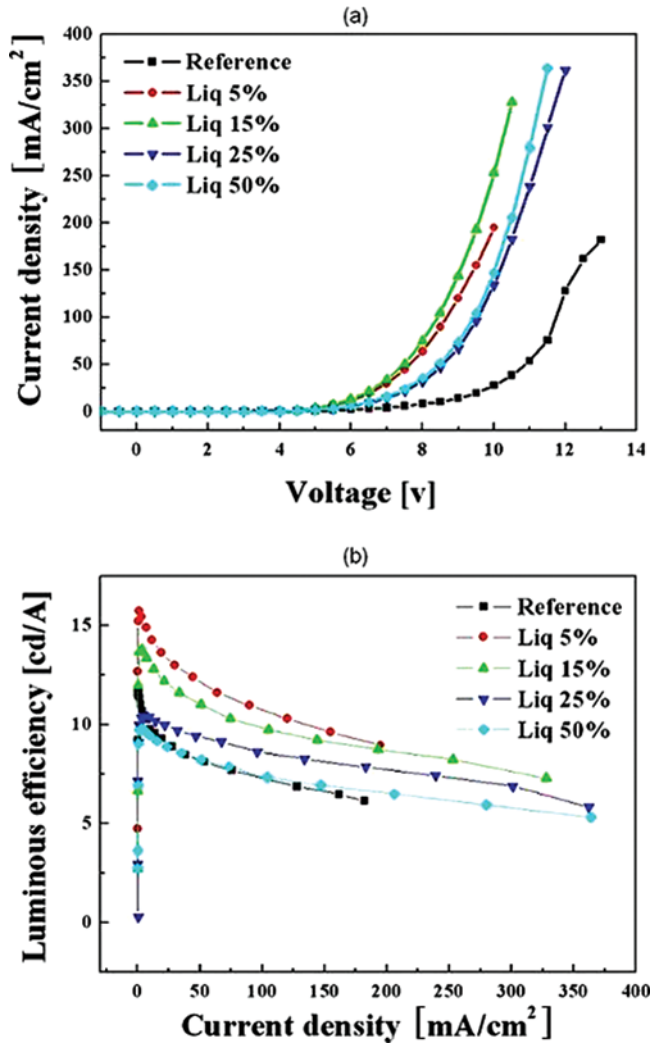 (a)
Current density [mA/cm²]
400
350
300
250
200
150
100
50
0
Reference
Liq 5%
Liq 15%
Liq 25%
Liq 50%
0 2 4 6 8 10 12 14
Voltage [v]
(b)
Luminous efficiency [cd/A]
15
10
5
0
Reference
Liq 5%
Liq 15%
Liq 25%
Liq 50%
0 50 100 150 200 250 300 350 400
Current density [mA/cm²]